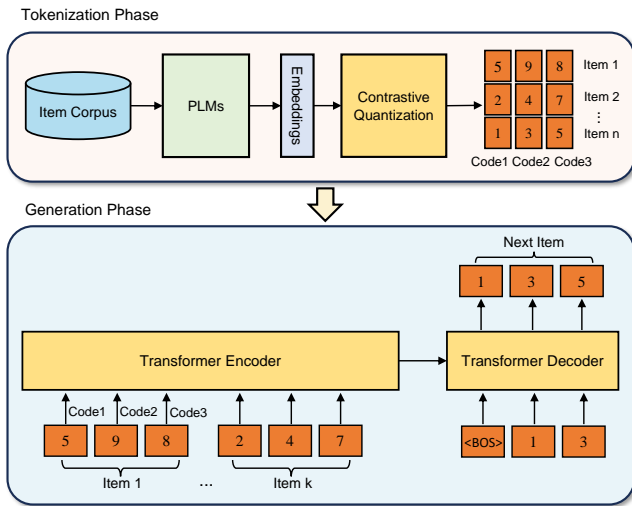 Tokenization Phase
Item Corpus
PLMs
Embeddings
Contrastive
Quantization
5 9 8 Item 1
2 4 7 Item 2
⋮
1 3 5 Item n
Code1 Code2 Code3
Generation Phase
Next Item
1 3 5
Transformer Encoder
Transformer Decoder
Code1 Code2 Code3
5 9 8 2 4 7
<BOS> 1 3
Item 1 ... Item k